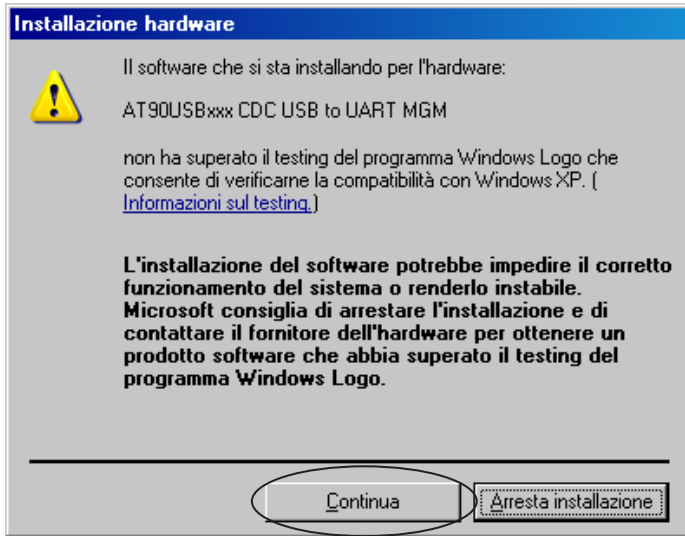 Installazione hardware
Il software che si sta installando per l'hardware:
AT90USBxxx CDC USB to UART MGM
non ha superato il testing del programma Windows Logo che
consente di verificarne la compatibilità con Windows XP. (
Informazioni sul testing.)
L'installazione del software potrebbe impedire il corretto
funzionamento del sistema o renderlo instabile.
Microsoft consiglia di arrestare l'installazione e di
contattare il fornitore dell'hardware per ottenere un
prodotto software che abbia superato il testing del
programma Windows Logo.
Continua
Arresta installazione